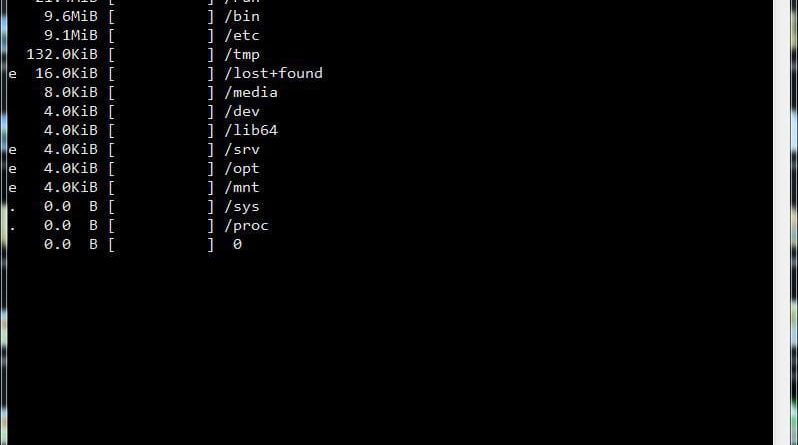 9.6MiB [          ] /bin
9.1MiB [          ] /etc
132.0KiB [          ] /tmp
e  16.0KiB [          ] /lost+found
8.0KiB [          ] /media
4.0KiB [          ] /dev
4.0KiB [          ] /lib64
e   4.0KiB [          ] /srv
e   4.0KiB [          ] /opt
e   4.0KiB [          ] /mnt
.   0.0  B [          ] /sys
.   0.0  B [          ] /proc
0.0  B [          ]  0